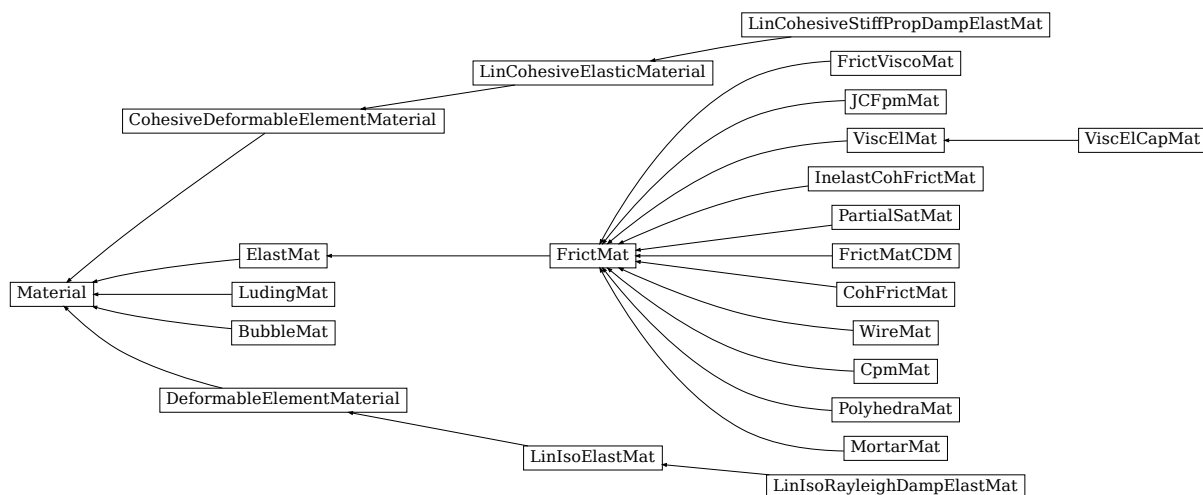 LinCohesiveStiffPropDampElastMat
LinCohesiveElasticMaterial
FrictViscoMat
JCFpmMat
CohesiveDeformableElementMaterial
ViscElMat
ViscElCapMat
InelastCohFrictMat
PartialSatMat
ElastMat
FrictMat
FrictMatCDM
Material
LudingMat
CohFrictMat
BubbleMat
WireMat
CpmMat
DeformableElementMaterial
PolyhedraMat
MortarMat
LinIsoElastMat
LinIsoRayleighDampElastMat